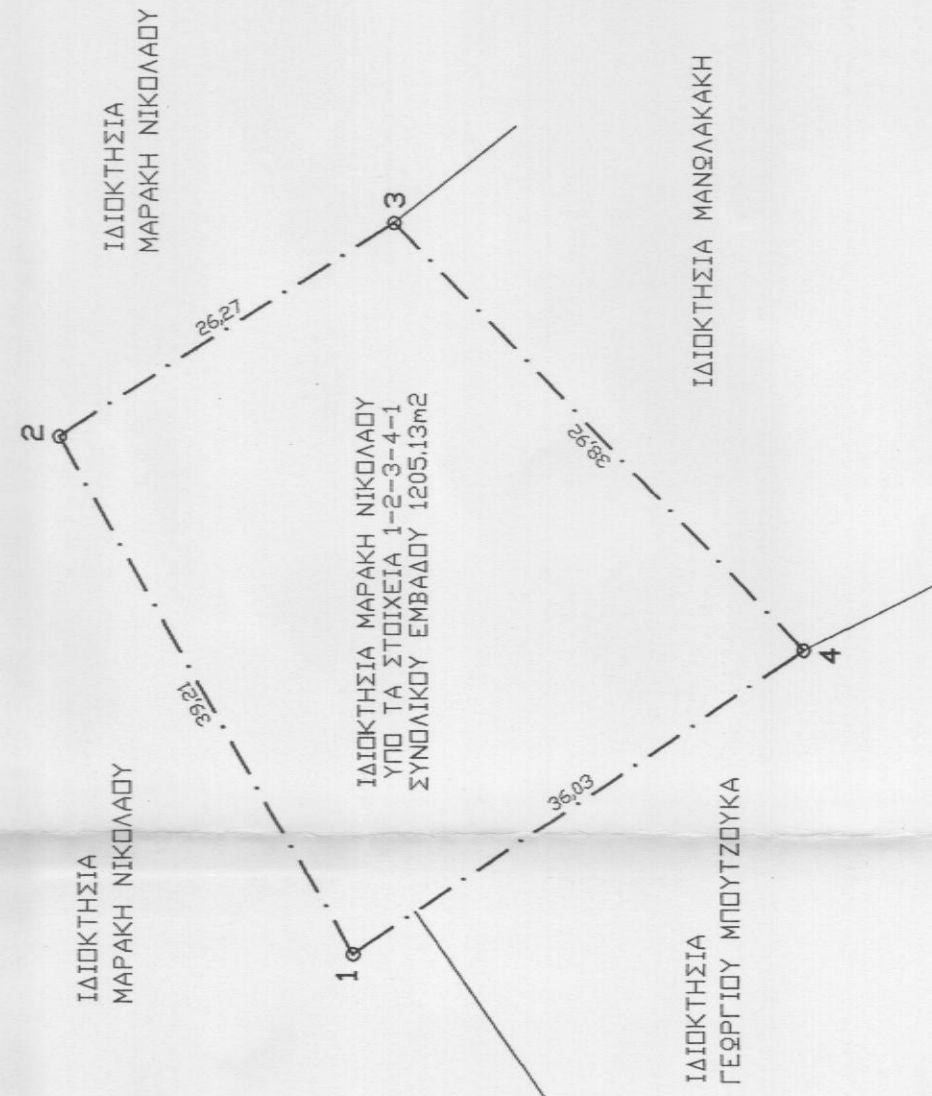 ΙΔΙΟΚΤΗΣΙΑ
ΜΑΡΑΚΗ ΝΙΚΟΛΑΟΥ
2
ΙΔΙΟΚΤΗΣΙΑ
ΜΑΡΑΚΗ ΝΙΚΟΛΑΟΥ
39,21
26,27
1
3
ΙΔΙΟΚΤΗΣΙΑ ΜΑΡΑΚΗ ΝΙΚΟΛΑΟΥ
ΥΠΟ ΤΑ ΣΤΟΙΧΕΙΑ 1-2-3-4-1
ΣΥΝΟΛΙΚΟΥ ΕΜΒΑΔΟΥ 1205.13m2
36,03
38,92
4
ΙΔΙΟΚΤΗΣΙΑ
ΓΕΩΡΓΙΟΥ ΜΠΟΥΤΖΟΥΚΑ
ΙΔΙΟΚΤΗΣΙΑ ΜΑΝΩΛΑΚΑΚΗ